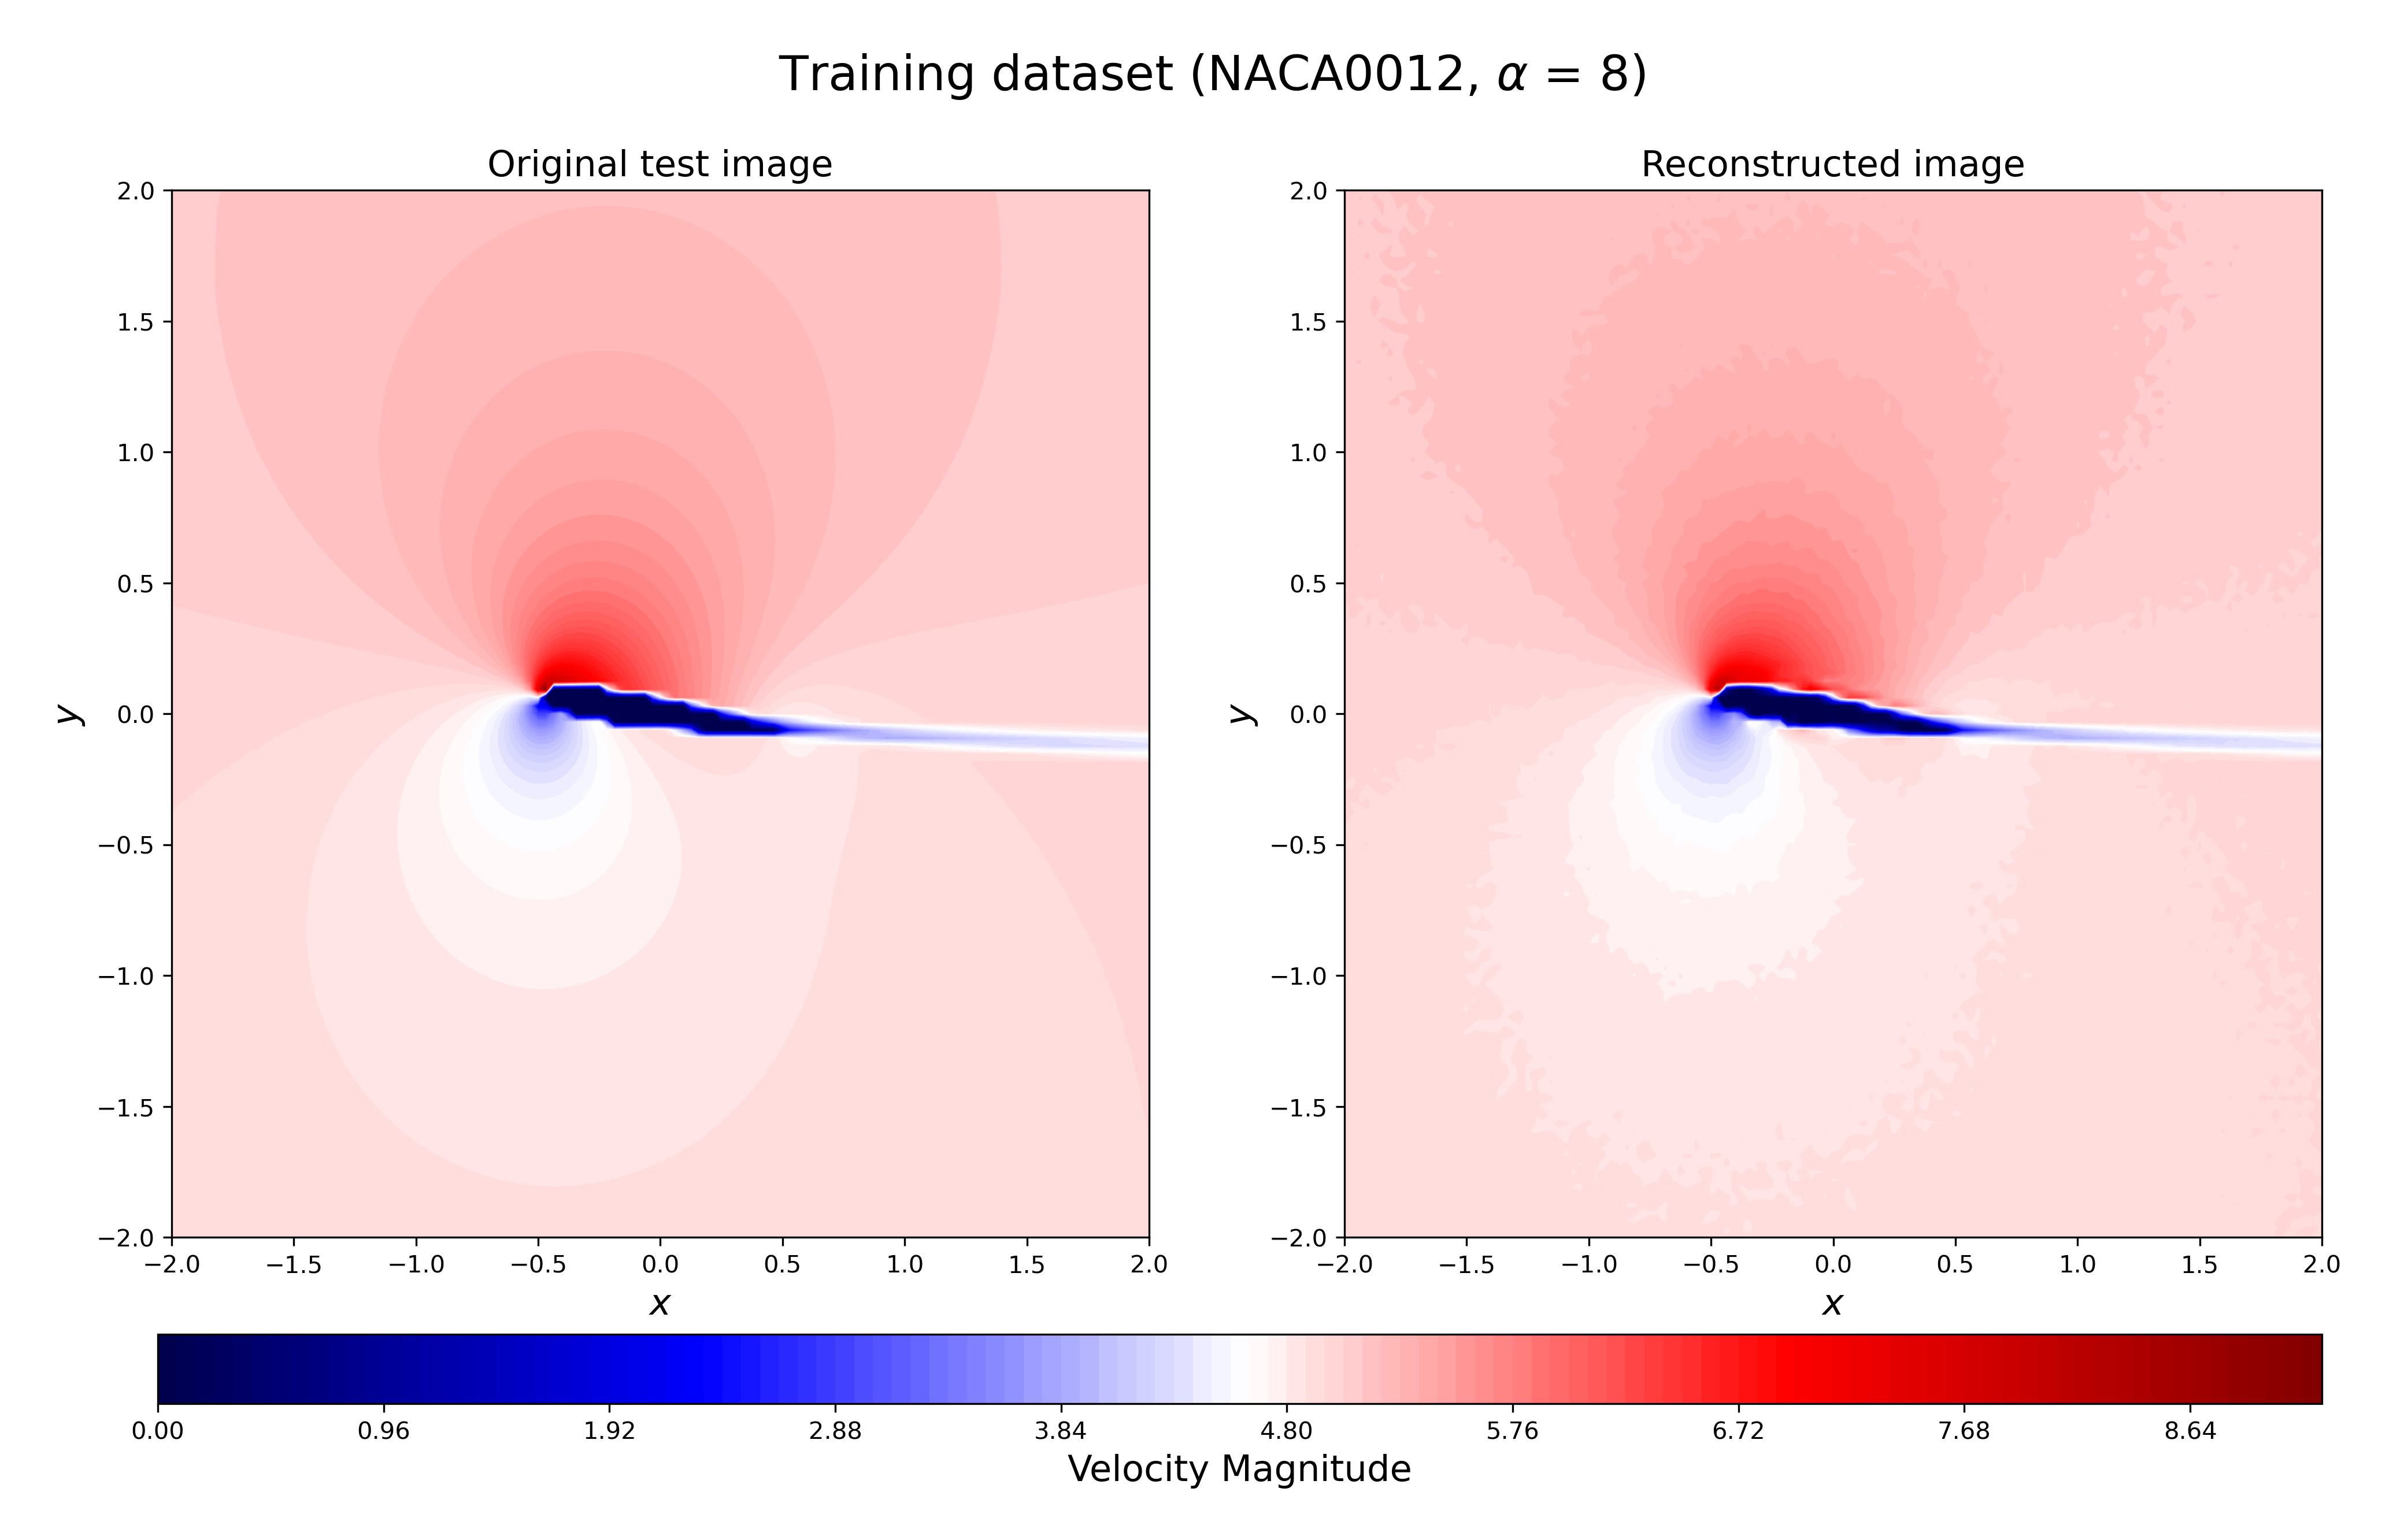 Training dataset (NACA0012, α = 8)
Original test image
2.0
1.5
1.0
0.5
0.0
−0.5
−1.0
−1.5
−2.0
y
−2.0 −1.5 −1.0 −0.5 0.0 0.5 1.0 1.5 2.0
x
Reconstructed image
2.0
1.5
1.0
0.5
0.0
−0.5
−1.0
−1.5
−2.0
y
−2.0 −1.5 −1.0 −0.5 0.0 0.5 1.0 1.5 2.0
x
0.00 0.96 1.92 2.88 3.84 4.80 5.76 6.72 7.68 8.64
Velocity Magnitude